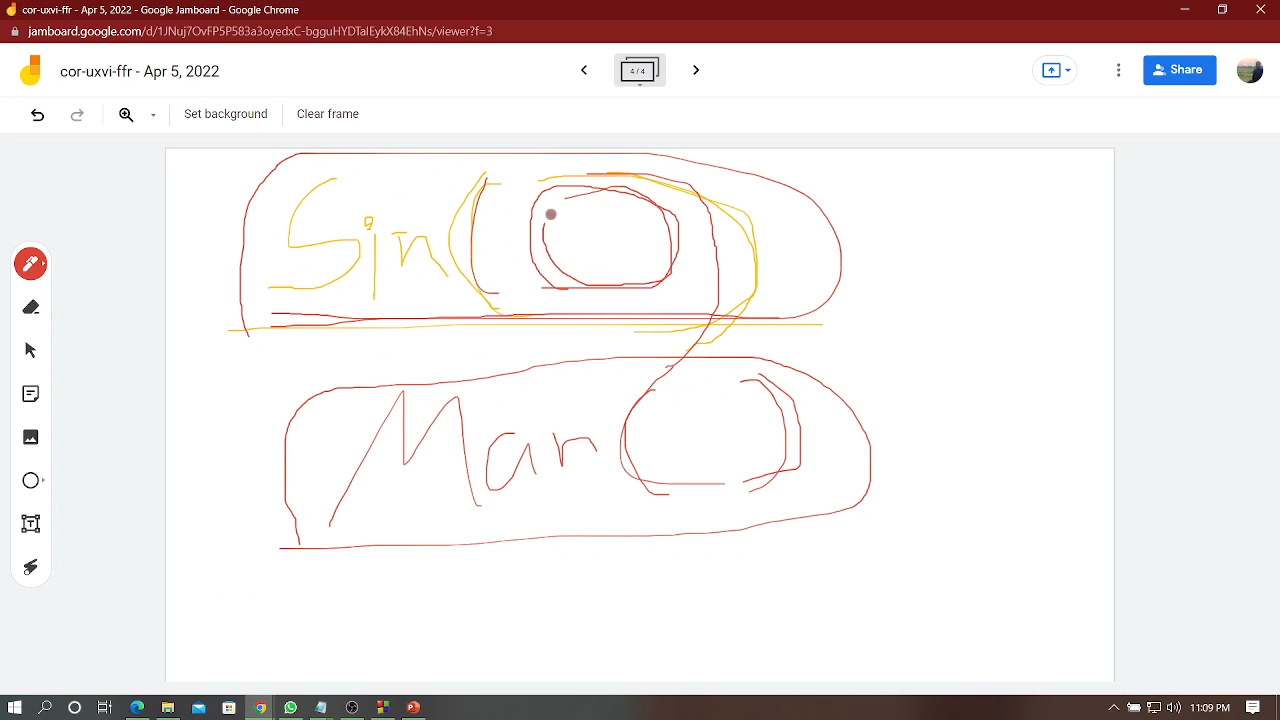 cor-uxvi-ffr - Apr 5, 2022 - Google Jamboard - Google Chrome
jamboard.google.com/d/1JNuj7OvFP5P583a3oyedxC-bgguHYDTaIEykX84EhNs/viewer?f=3
cor-uxvi-ffr - Apr 5, 2022
4 / 4
Share
Set background
Clear frame
Sin (
Man
11:09 PM